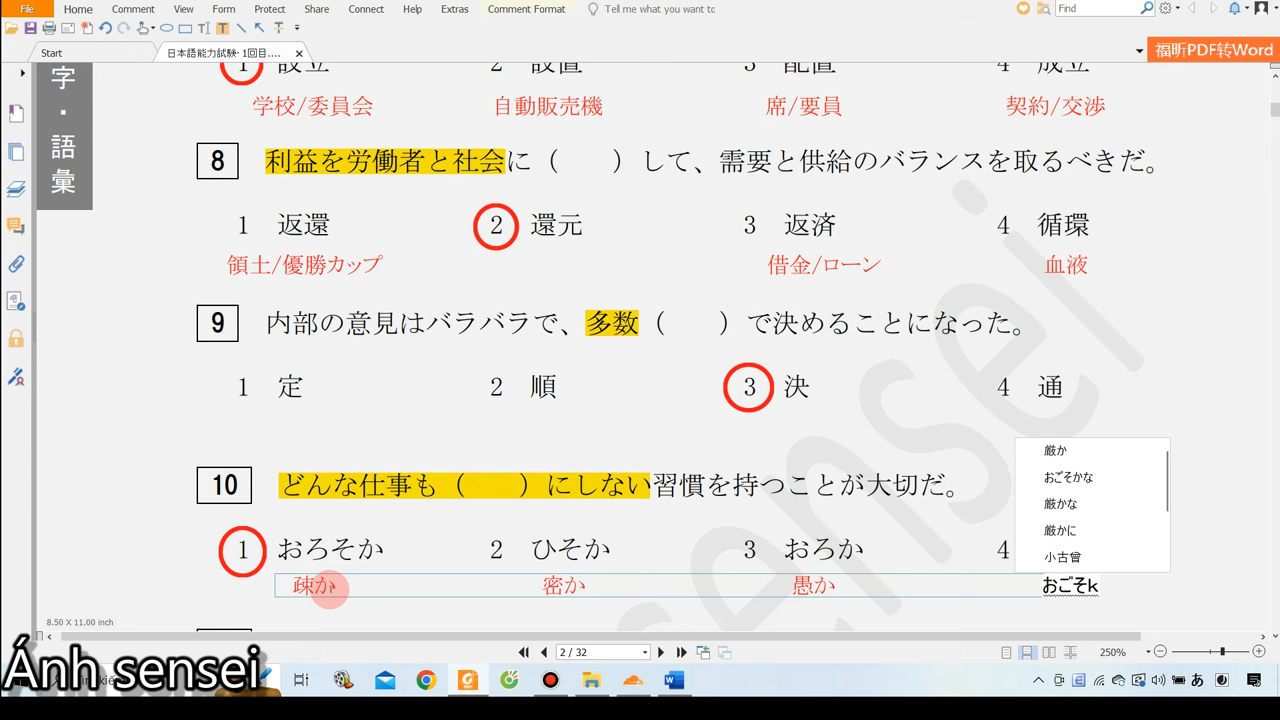 File Home Comment View Form Protect Share Connect Help Extras Comment Format Tell me what you want to Find
Start 日本語能力試験- 1回目....
福昕PDF转Word
字・語彙
1 設立 2 設置 3 配置 4 成立
学校/委員会 自動販売機 席/要員 契約/交渉
8 利益を労働者と社会に（ ）して、需要と供給のバランスを取るべきだ。
1 返還 2 還元 3 返済 4 循環
領土/優勝カップ 借金/ローン 血液
9 内部の意見はバラバラで、多数（ ）で決めることになった。
1 定 2 順 3 決 4 通
10 どんな仕事も（ ）にしない習慣を持つことが大切だ。
厳か
おごそかな
厳かな
厳かに
小古曾
1 おろそか 2 ひそか 3 おろか 4
疎か 密か 愚か おごそk
8.50 X 11.00 inch
2 / 32
250%
Ánh sensei
sensei